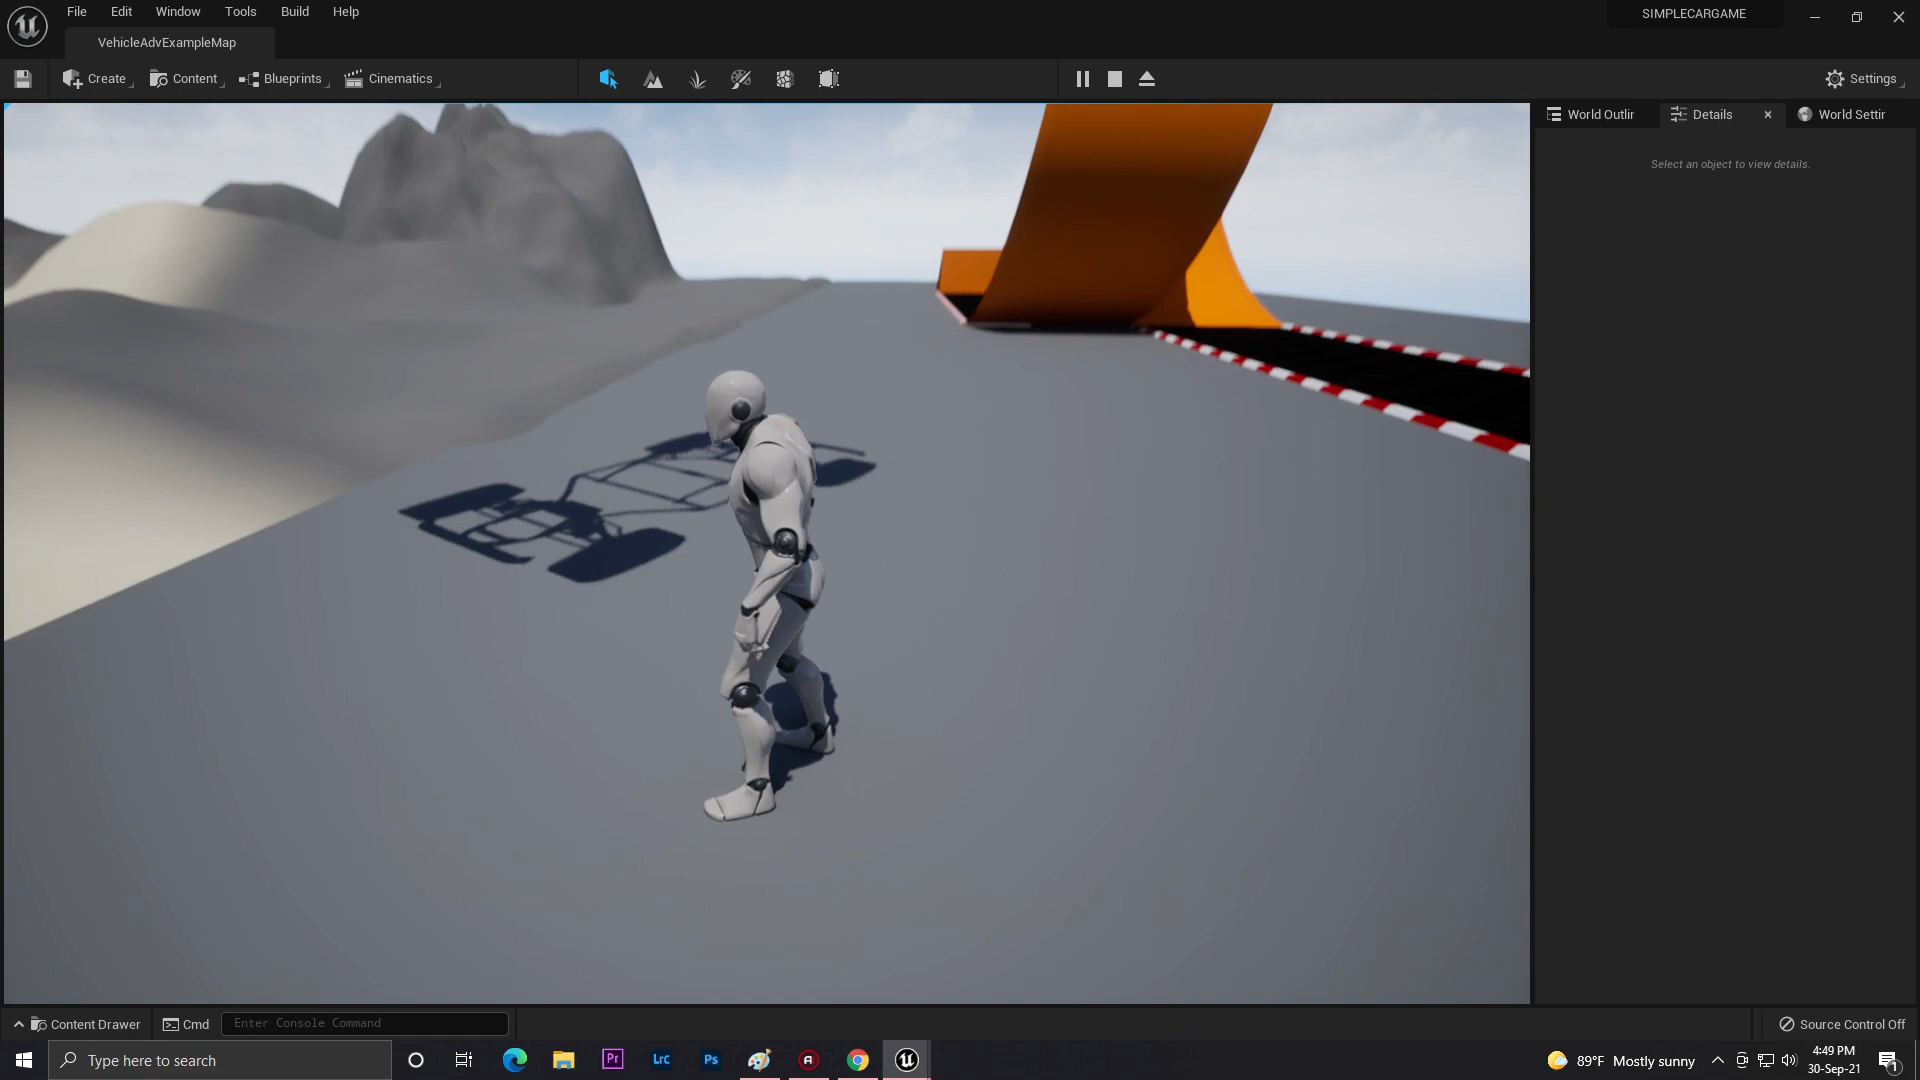 File Edit Window Tools Build Help
SIMPLECARGAME
VehicleAdvExampleMap
Create Content Blueprints Cinematics Settings
World Outlir Details World Settir
Select an object to view details.
Content Drawer Cmd Enter Console Command Source Control Off
Type here to search Pr Lrc Ps 89°F Mostly sunny 4:49 PM
30-Sep-21 1